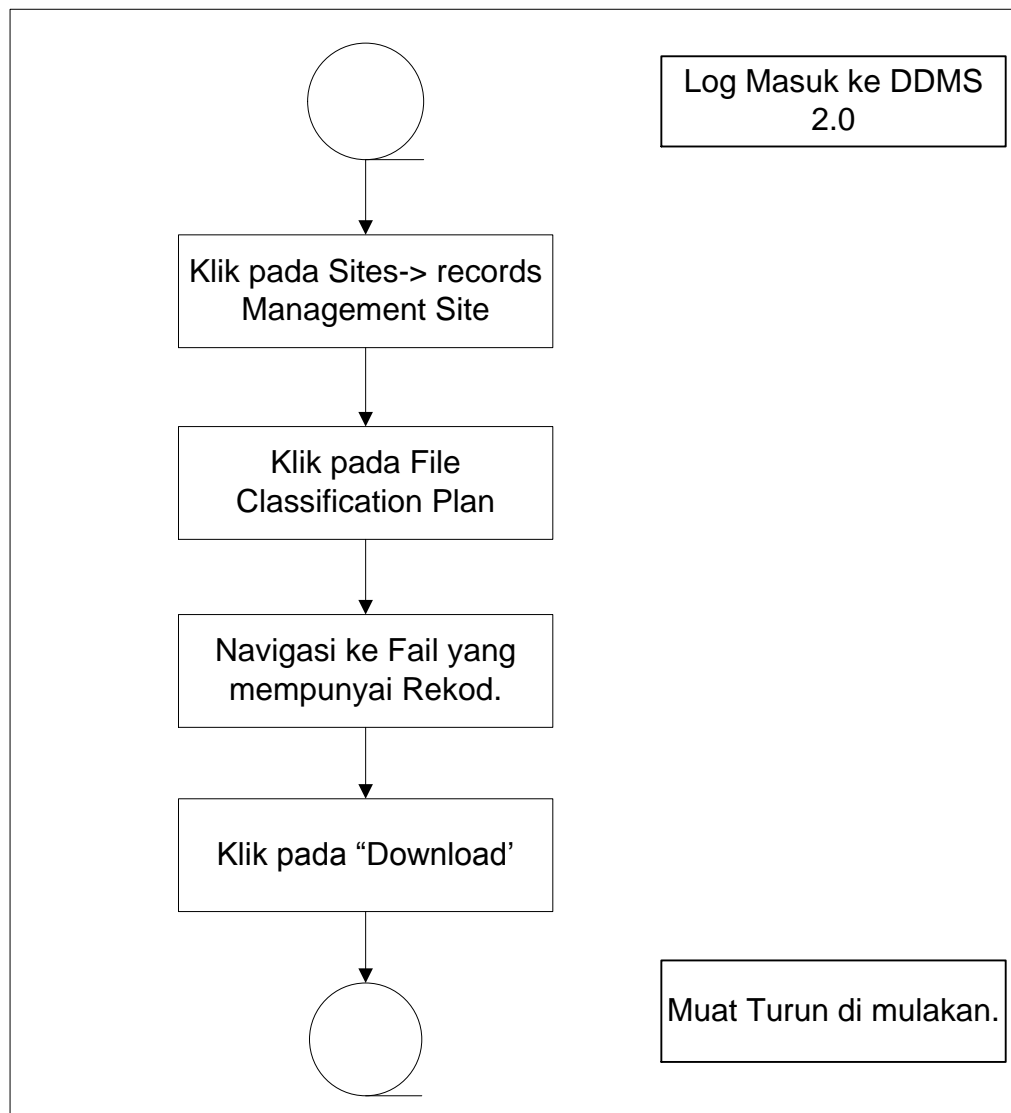 Log Masuk ke DDMS
2.0
Klik pada Sites-> records
Management Site
Klik pada File
Classification Plan
Navigasi ke Fail yang
mempunyai Rekod.
Klik pada “Download’
Muat Turun di mulakan.